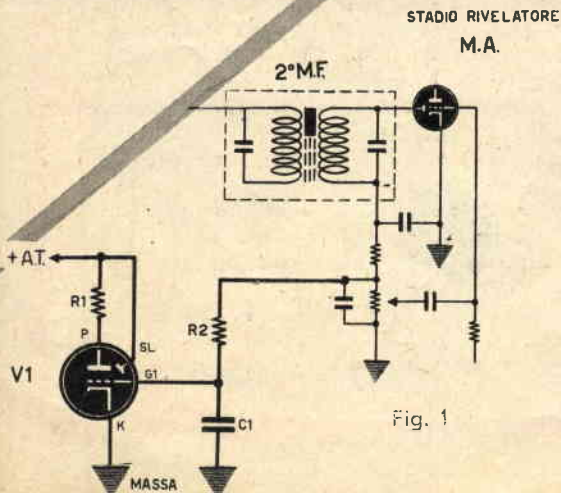 STADIO RIVELATORE
M.A.
2° M.F.
+ A.T.
R1
P
SL
R2
V1
G1
K
C1
MASSA
Fig. 1